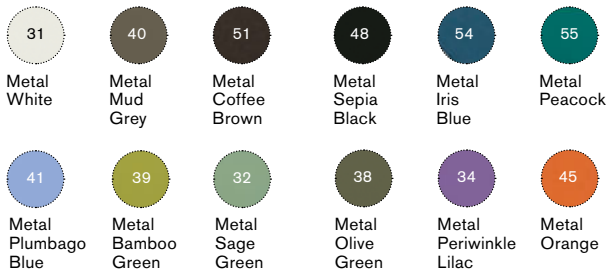 31
Metal
White
40
Metal
Mud
Grey
51
Metal
Coffee
Brown
48
Metal
Sepia
Black
54
Metal
Iris
Blue
55
Metal
Peacock
41
Metal
Plumbago
Blue
39
Metal
Bamboo
Green
32
Metal
Sage
Green
38
Metal
Olive
Green
34
Metal
Periwinkle
Lilac
45
Metal
Orange